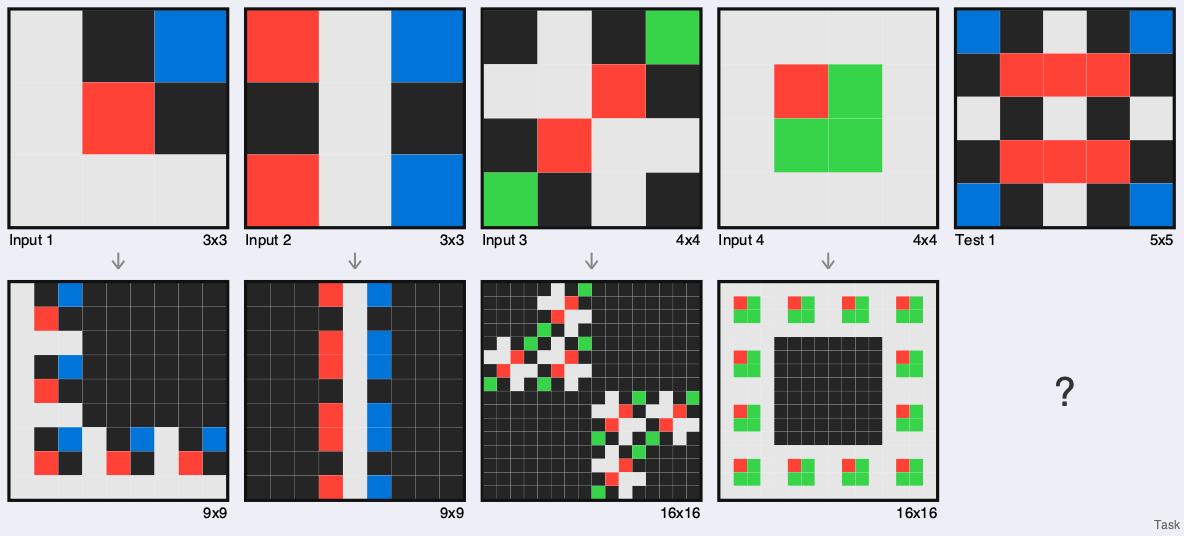 Input 1 3x3
Input 2 3x3
Input 3 4x4
Input 4 4x4
Test 1 5x5
9x9
9x9
16x16
16x16
?
Task